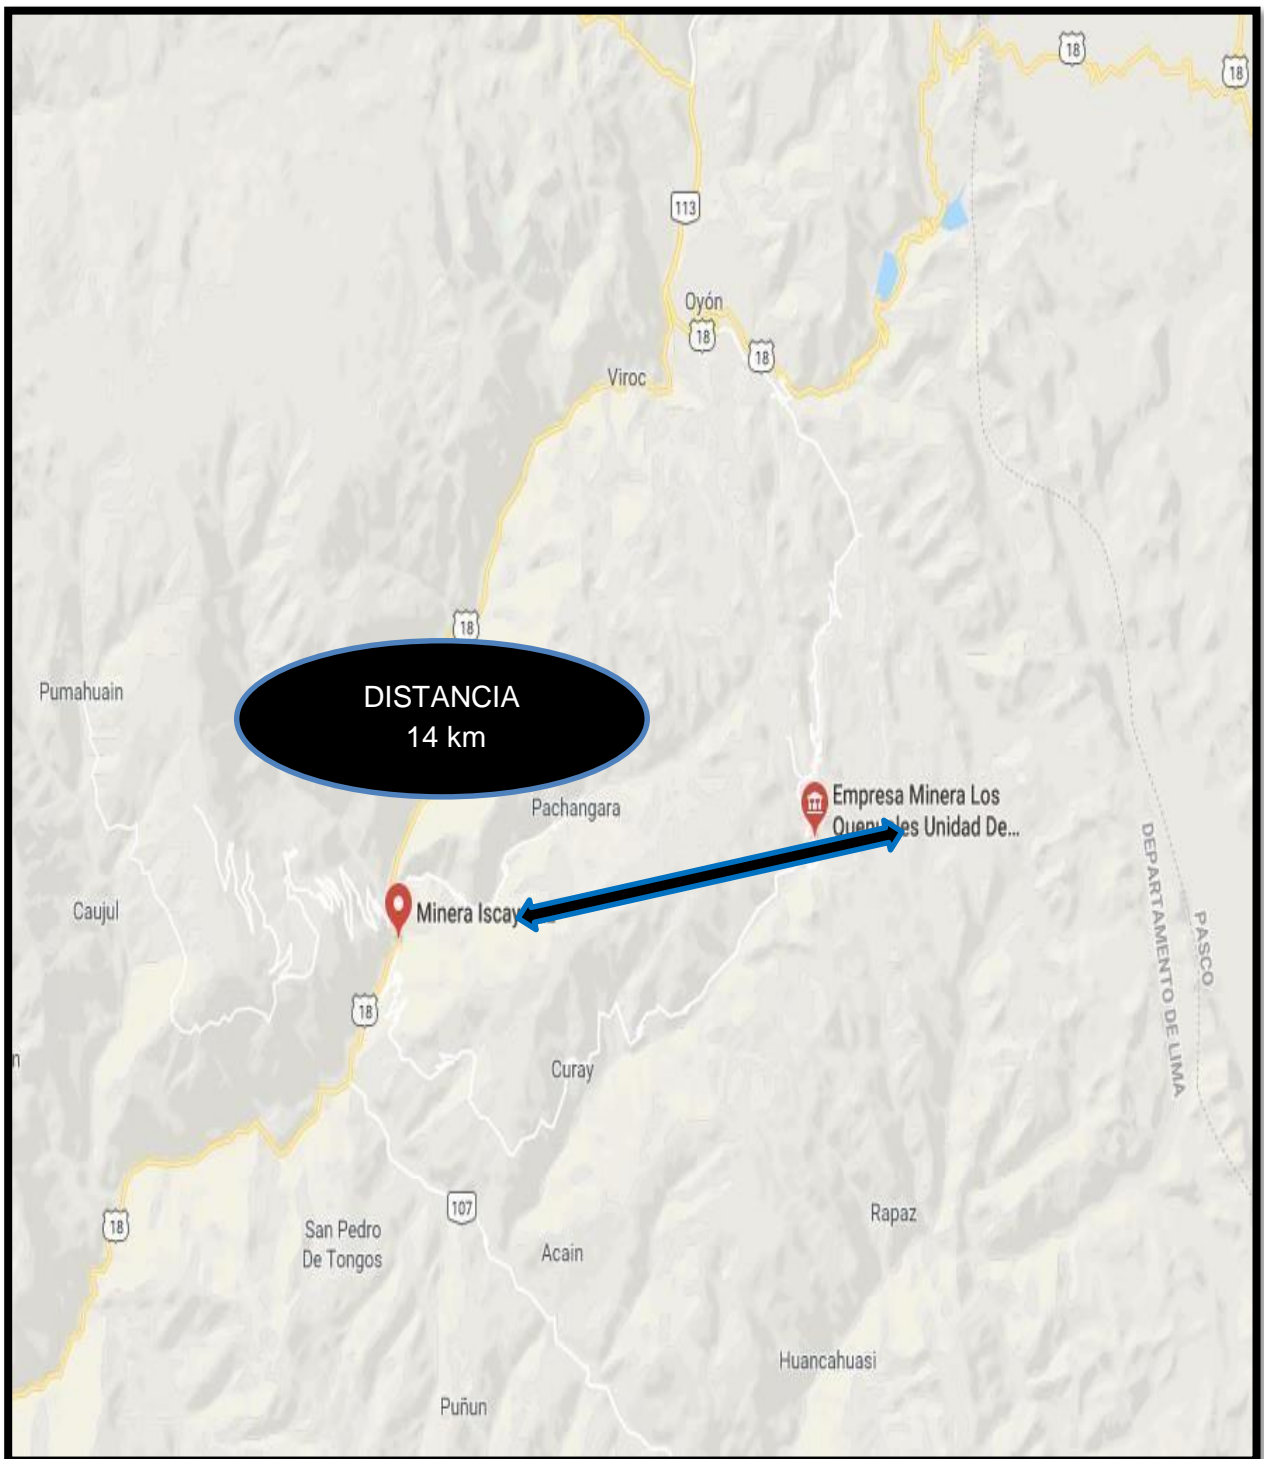 18
18
113
Oyón
18
18
Viroc
18
Pumahuain
DISTANCIA
14 km
Pachangara
Empresa Minera Los
Unidad De...
Caujul
Minera
18
DEPARTAMENTO DE LIMA
PASCO
Curay
18
107
San Pedro
De Tongos
Acain
Rapaz
Huancahuasi
Puñun